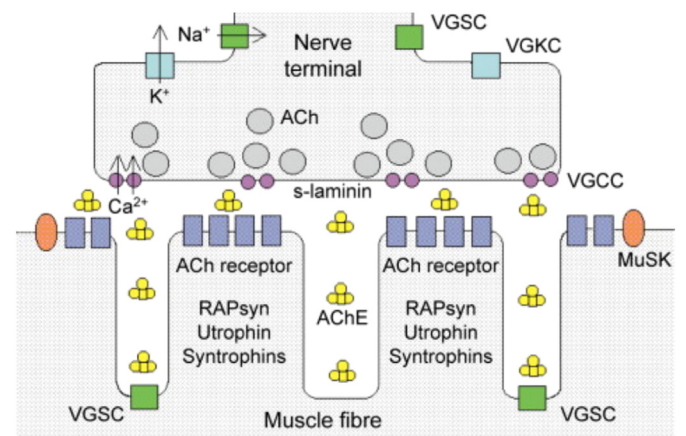 VGSC
Na⁺
VGKC
Nerve
terminal
K⁺
ACh
s-laminin
VGCC
Ca²⁺
ACh receptor
ACh receptor
MuSK
RAPsyn
Utrophin
Syntrophins
AChE
RAPsyn
Utrophin
Syntrophins
VGSC
Muscle fibre
VGSC